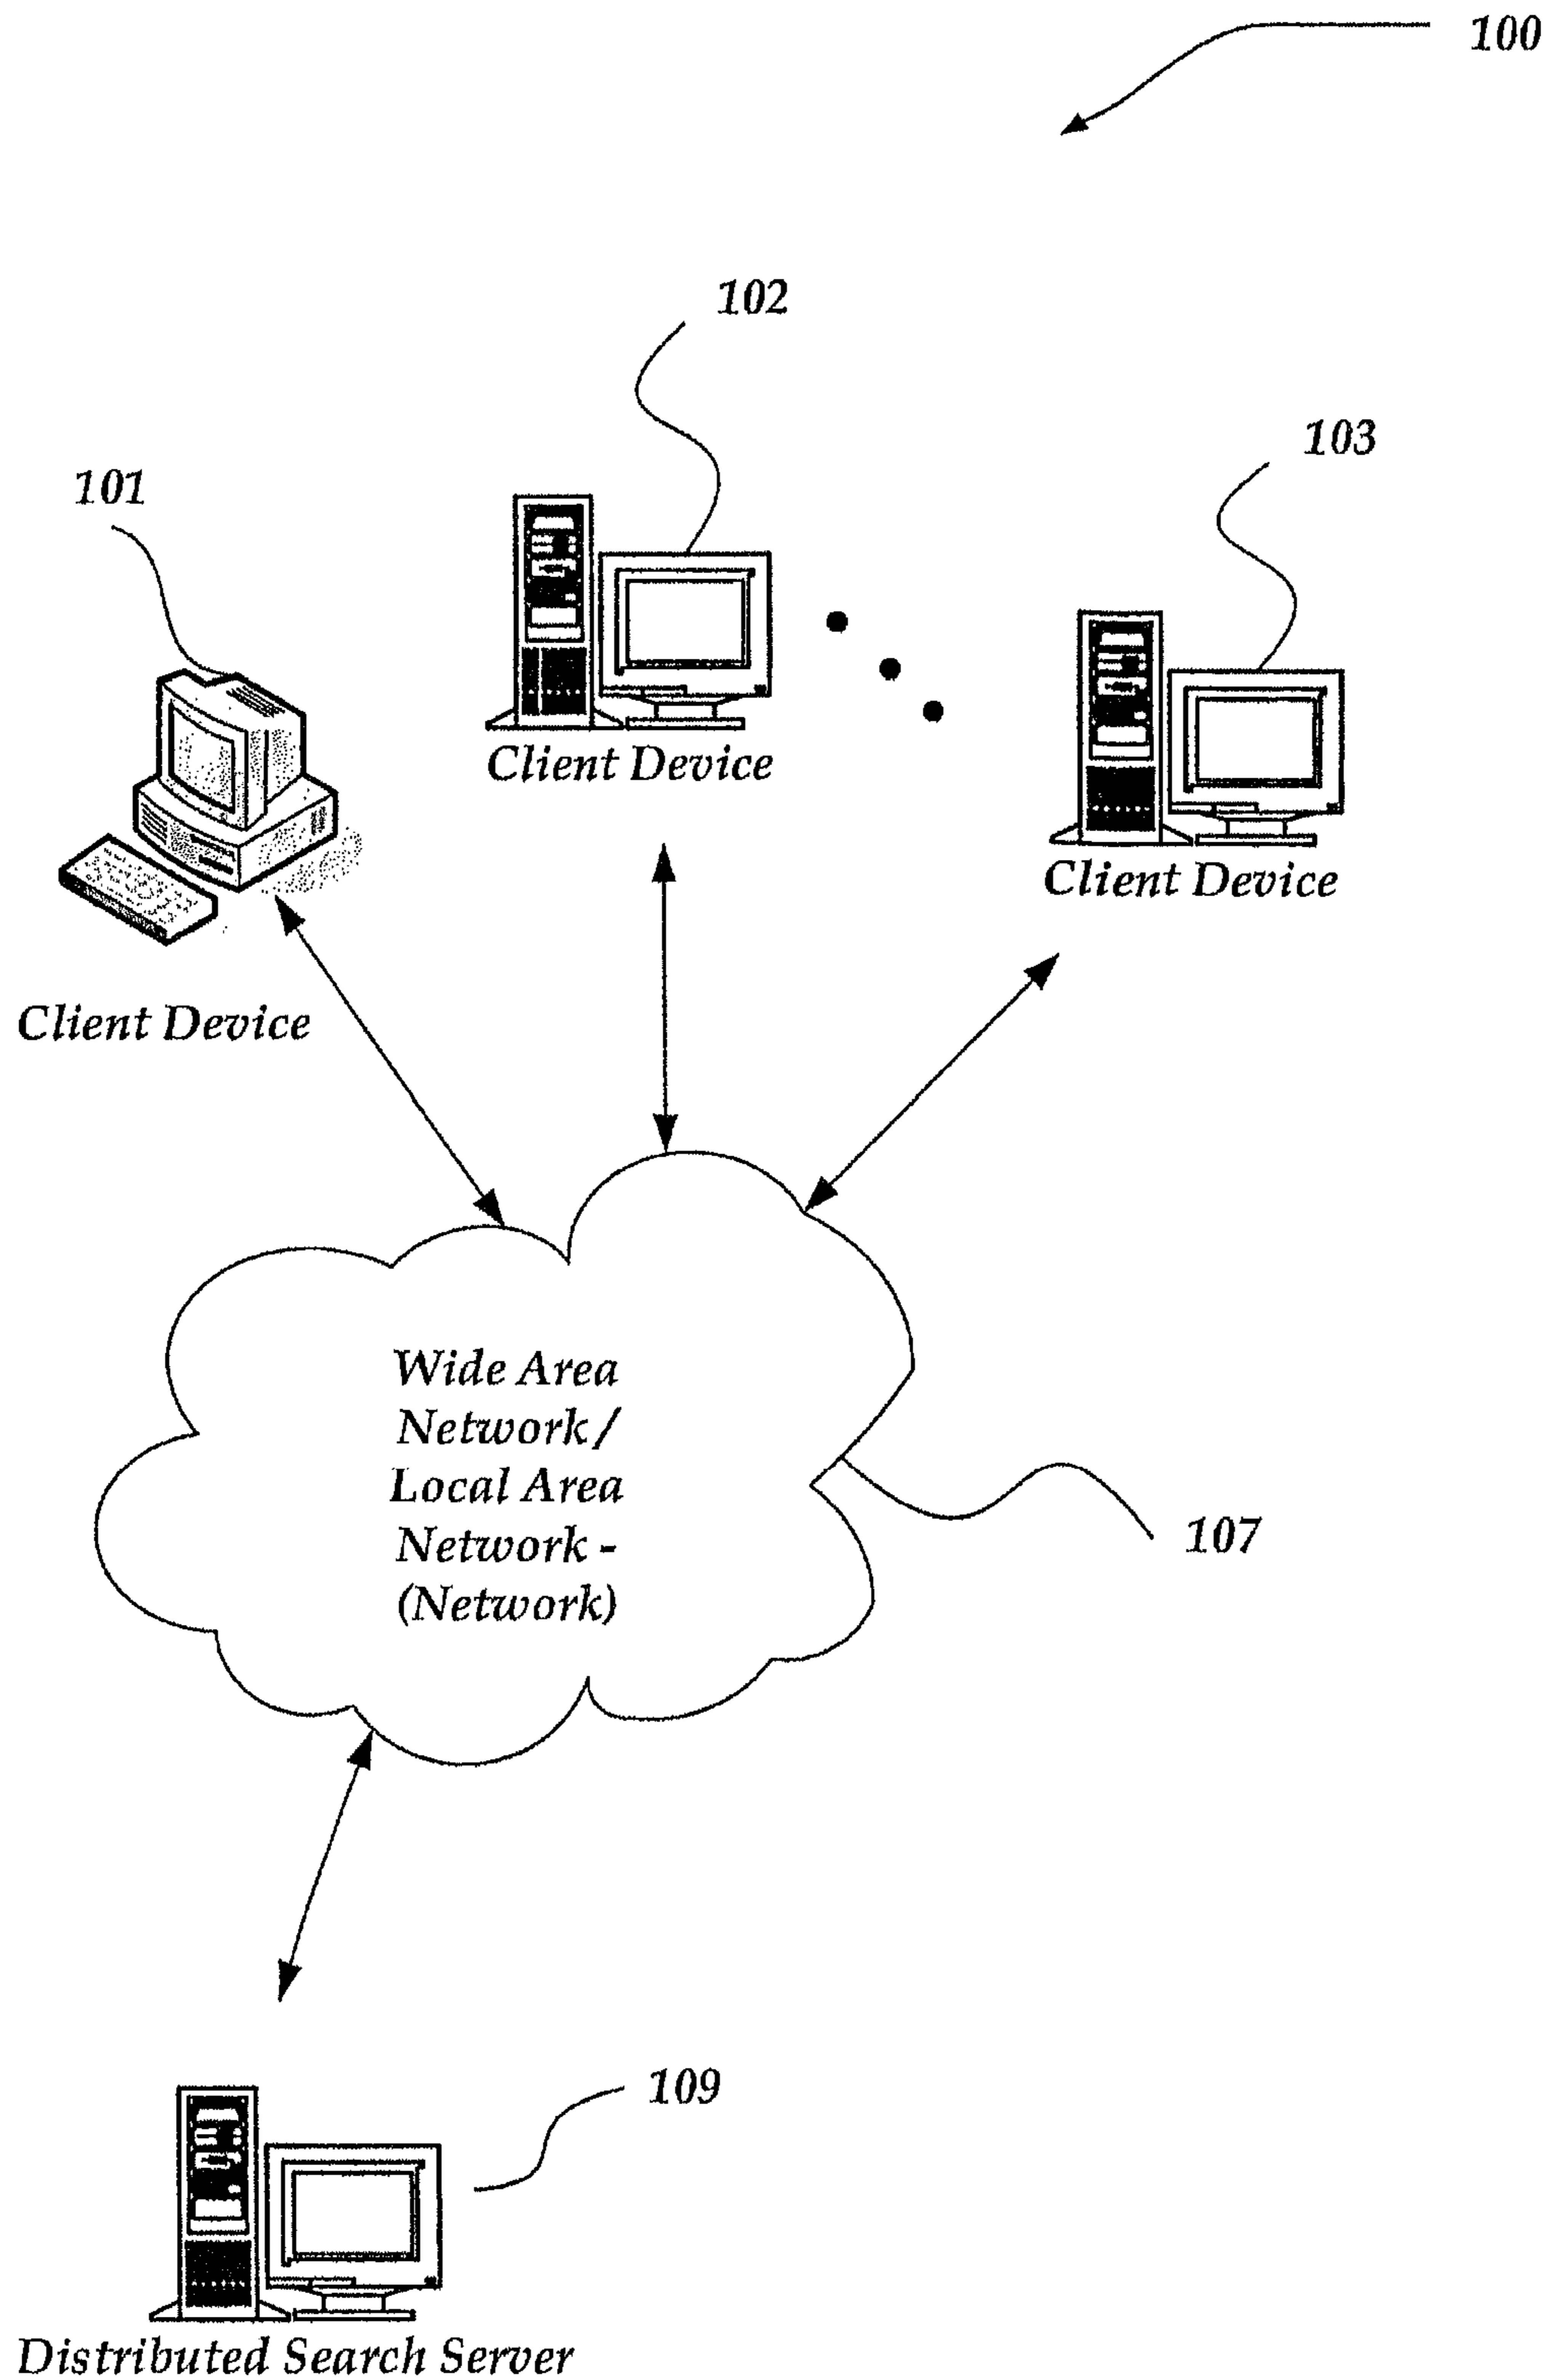 100
102
103
101
Client Device
Client Device
Client Device
Wide Area
Network/
Local Area
Network -
(Network)
107
109
Distributed Search Server